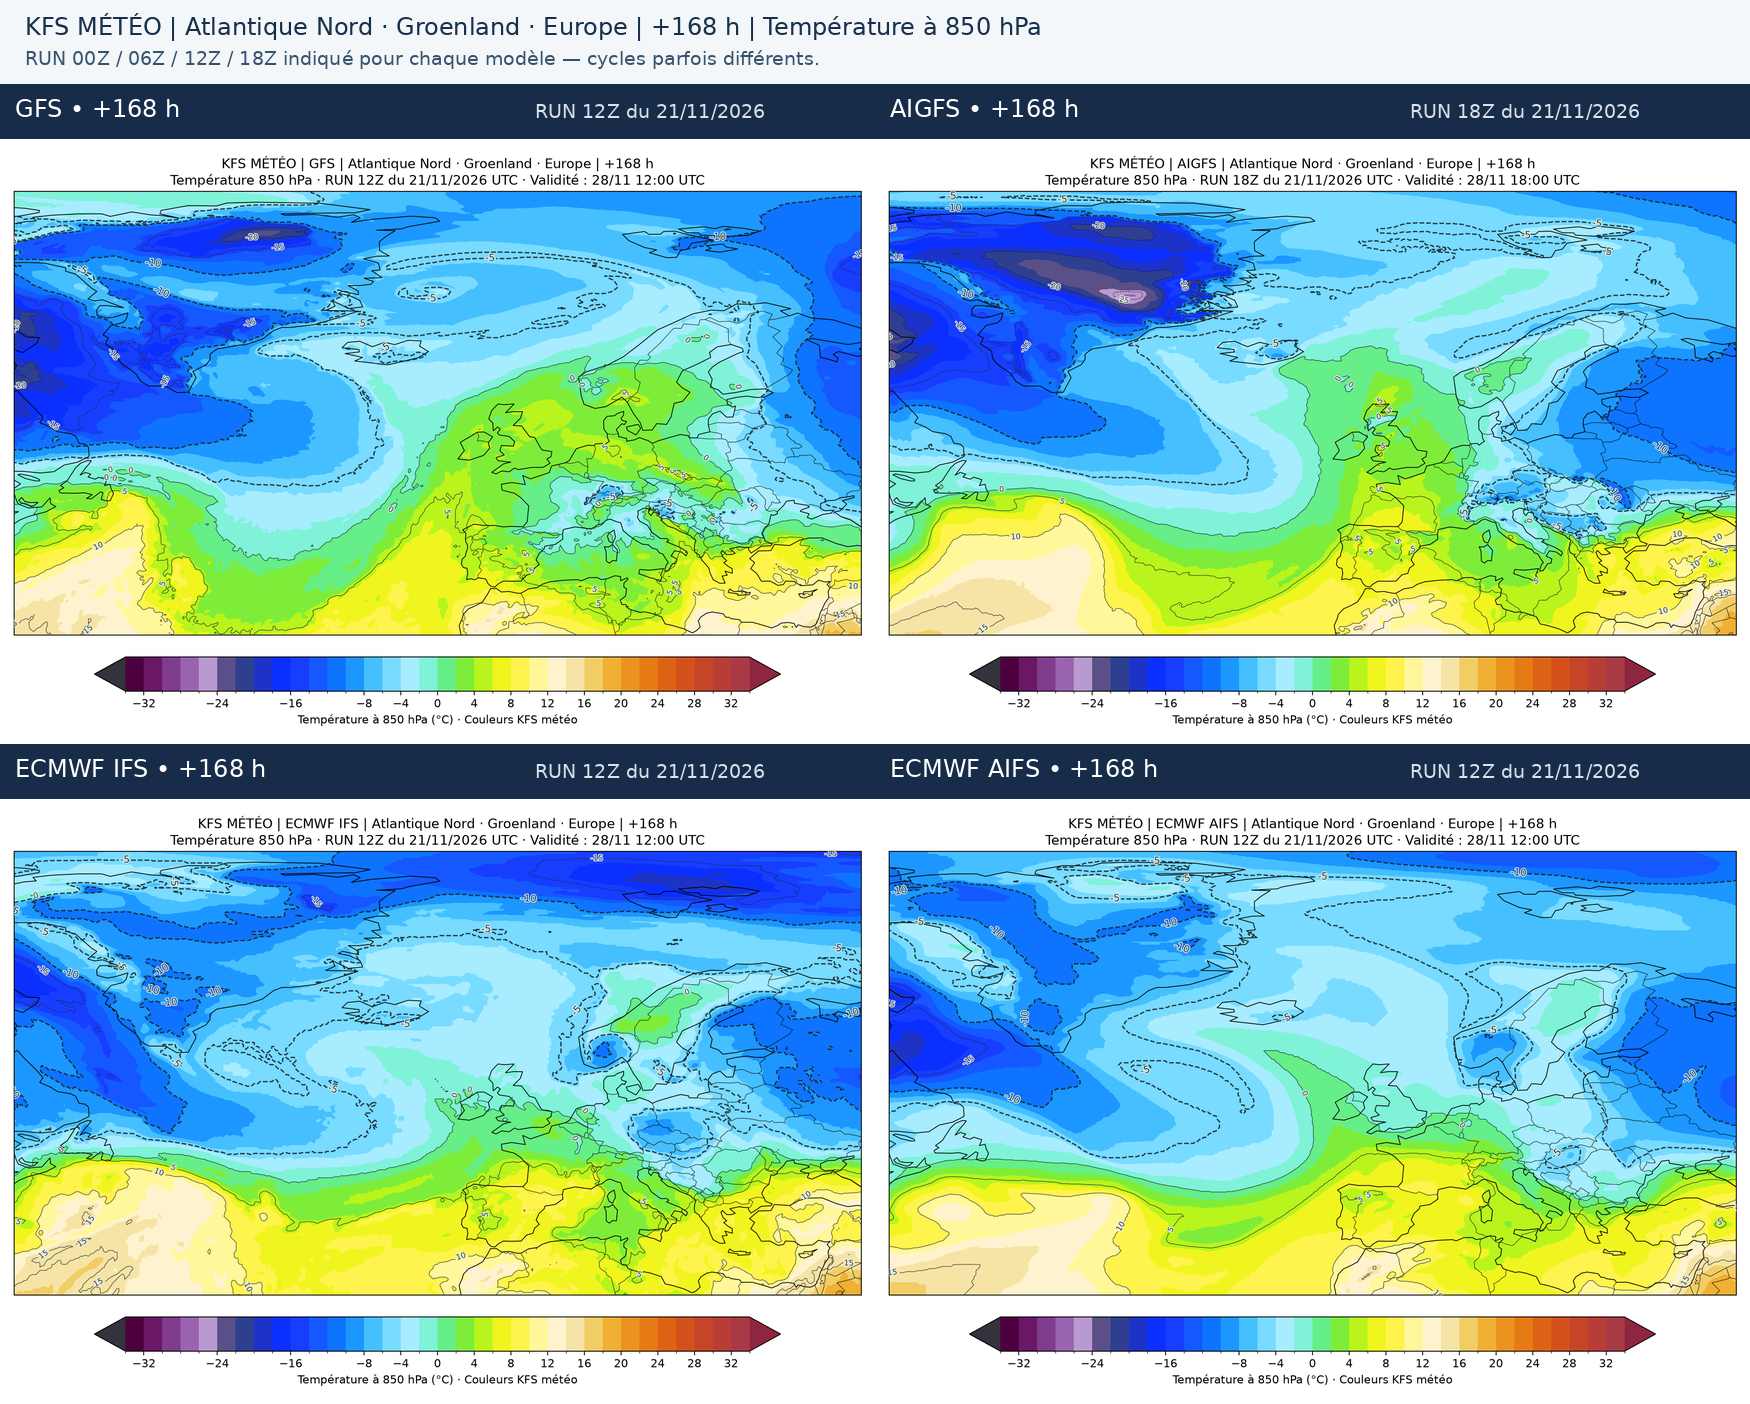 KFS MÉTÉO | Atlantique Nord · Groenland · Europe | +168 h | Température à 850 hPa
RUN 00Z / 06Z / 12Z / 18Z indiqué pour chaque modèle — cycles parfois différents.
GFS • +168 h
RUN 12Z du 21/11/2026
KFS MÉTÉO | GFS | Atlantique Nord · Groenland · Europe | +168 h
Température 850 hPa · RUN 12Z du 21/11/2026 UTC · Validité : 28/11 12:00 UTC
−32 −24 −16 −8 −4 0 4 8 12 16 20 24 28 32
Température à 850 hPa (°C) · Couleurs KFS météo
AIGFS • +168 h
RUN 18Z du 21/11/2026
KFS MÉTÉO | AIGFS | Atlantique Nord · Groenland · Europe | +168 h
Température 850 hPa · RUN 18Z du 21/11/2026 UTC · Validité : 28/11 18:00 UTC
−32 −24 −16 −8 −4 0 4 8 12 16 20 24 28 32
Température à 850 hPa (°C) · Couleurs KFS météo
ECMWF IFS • +168 h
RUN 12Z du 21/11/2026
KFS MÉTÉO | ECMWF IFS | Atlantique Nord · Groenland · Europe | +168 h
Température 850 hPa · RUN 12Z du 21/11/2026 UTC · Validité : 28/11 12:00 UTC
−32 −24 −16 −8 −4 0 4 8 12 16 20 24 28 32
Température à 850 hPa (°C) · Couleurs KFS météo
ECMWF AIFS • +168 h
RUN 12Z du 21/11/2026
KFS MÉTÉO | ECMWF AIFS | Atlantique Nord · Groenland · Europe | +168 h
Température 850 hPa · RUN 12Z du 21/11/2026 UTC · Validité : 28/11 12:00 UTC
−32 −24 −16 −8 −4 0 4 8 12 16 20 24 28 32
Température à 850 hPa (°C) · Couleurs KFS météo